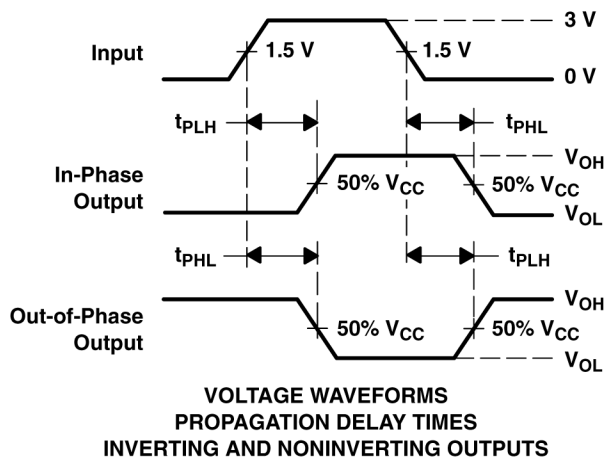 3 V
Input
1.5 V
1.5 V
0 V
tPLH
tPHL
VOH
In-Phase
Output
50% VCC
50% VCC
VOL
tPHL
tPLH
VOH
Out-of-Phase
Output
50% VCC
50% VCC
VOL
VOLTAGE WAVEFORMS
PROPAGATION DELAY TIMES
INVERTING AND NONINVERTING OUTPUTS